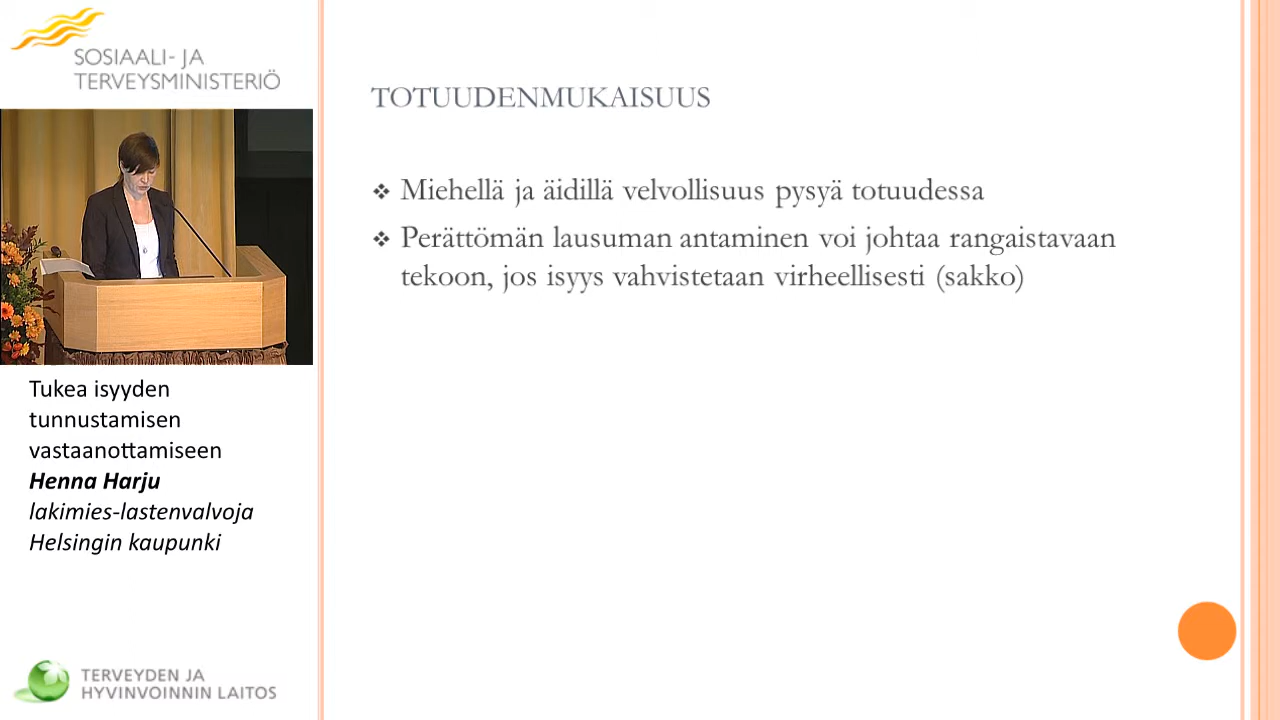 SOSIAALI- JA
TERVEYSMINISTERIÖ
TOTUUDENMUKAISUUS
❖ Miehellä ja äidillä velvollisuus pysyä totuudessa
❖ Perättömän lausuman antaminen voi johtaa rangaistavaan
tekoon, jos isyys vahvistetaan virheellisesti (sakko)
Tukea isyyden
tunnustamisen
vastaanottamiseen
Henna Harju
lakimies-lastenvalvoja
Helsingin kaupunki
TERVEYDEN JA
HYVINVOINNIN LAITOS